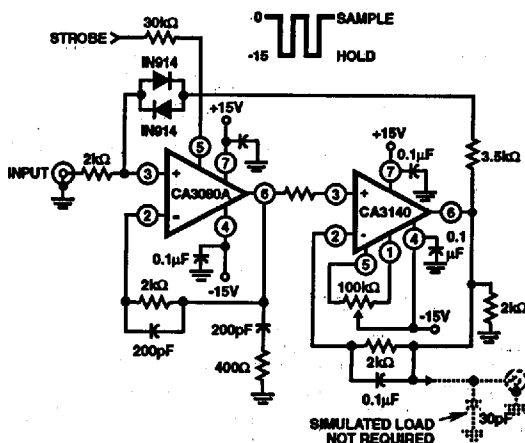 0
SAMPLE
-15
HOLD
30kΩ
STROBE
IN914
IN914
+15V
+15V
INPUT
2kΩ
3
+
5
7
CA3080A
6
2
-
4
0.1μF
-15V
2kΩ
200pF
200pF
400Ω
3
+
7
0.1μF
CA3140
6
2
-
5
1
4
0.1
μF
100kΩ
-15V
3.5kΩ
2kΩ
2kΩ
0.1μF
30pF
SIMULATED LOAD
NOT REQUIRED